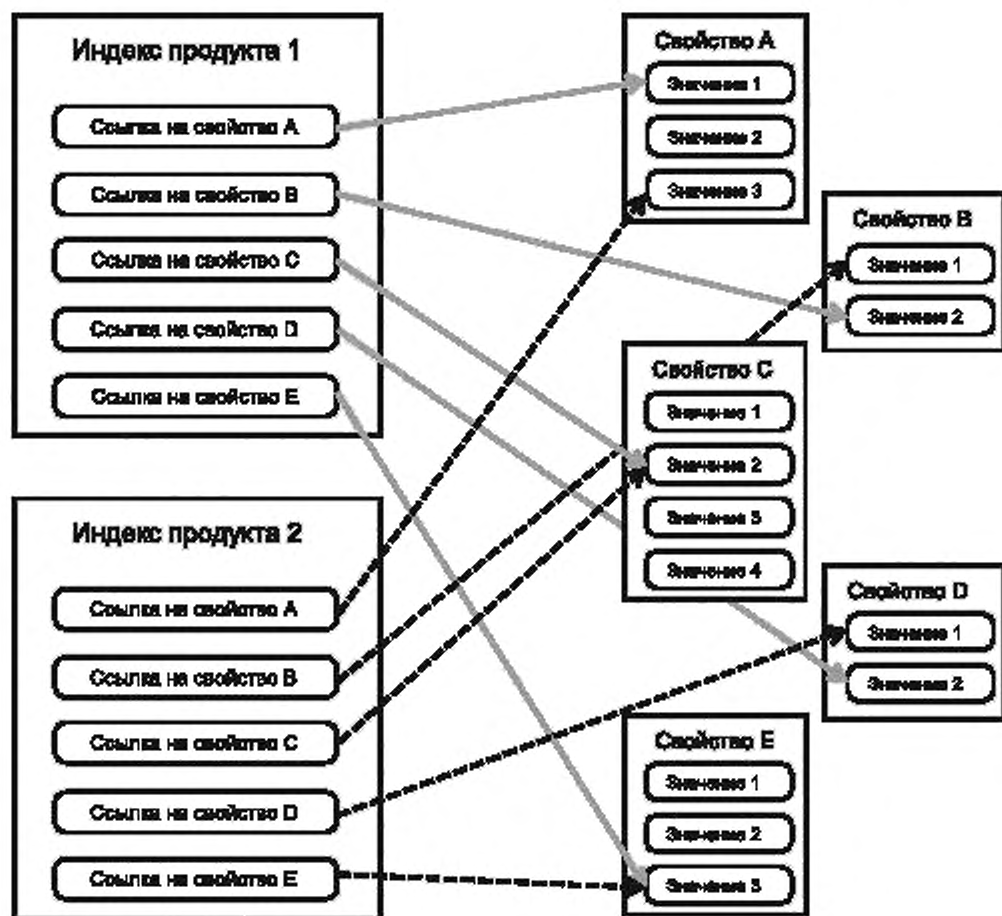 Индекс продукта 1
Ссылка на свойство A
Ссылка на свойство B
Ссылка на свойство C
Ссылка на свойство D
Ссылка на свойство E
Индекс продукта 2
Ссылка на свойство A
Ссылка на свойство B
Ссылка на свойство C
Ссылка на свойство D
Ссылка на свойство E
Свойство A
Значение 1
Значение 2
Значение 3
Свойство B
Значение 1
Значение 2
Свойство C
Значение 1
Значение 2
Значение 3
Значение 4
Свойство D
Значение 1
Значение 2
Свойство E
Значение 1
Значение 2
Значение 3